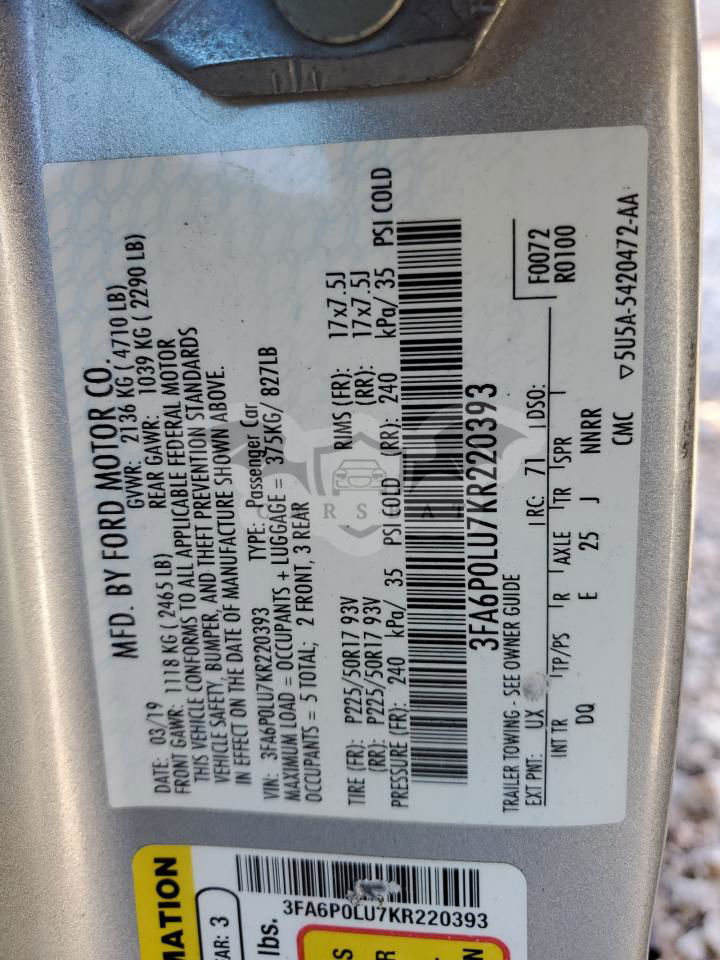 MFD. BY FORD MOTOR CO.
DATE: 03/19 GVWR: 2136 KG ( 4710 LB)
FRONT GAWR: 1118 KG ( 2465 LB) REAR GAWR: 1039 KG ( 2290 LB)
THIS VEHICLE CONFORMS TO ALL APPLICABLE FEDERAL MOTOR
VEHICLE SAFETY, BUMPER, AND THEFT PREVENTION STANDARDS
IN EFFECT ON THE DATE OF MANUFACTURE SHOWN ABOVE.
VIN: 3FA6P0LU7KR220393 TYPE: Passenger Car
MAXIMUM LOAD = OCCUPANTS + LUGGAGE = 375KG/ 827LB
OCCUPANTS = 5 TOTAL; 2 FRONT, 3 REAR
TIRE (FR): P225/50R17 93V RIMS (FR): 17x7.5J
(RR): P225/50R17 93V (RR): 17x7.5J
PRESSURE (FR): 240 kPa/ 35 PSI COLD (RR): 240 kPa/ 35 PSI COLD
3FA6P0LU7KR220393
TRAILER TOWING - SEE OWNER GUIDE
F0072
R0100
EXT PNT: UX RC: 71 DSO:
INT TR TP/PS R AXLE TR SPR
DQ E 25 J NNRR
CMC ▽5U5A-5420472-AA
CARSBAT
MATION
EAR: 3
lbs.
3FA6P0LU7KR220393